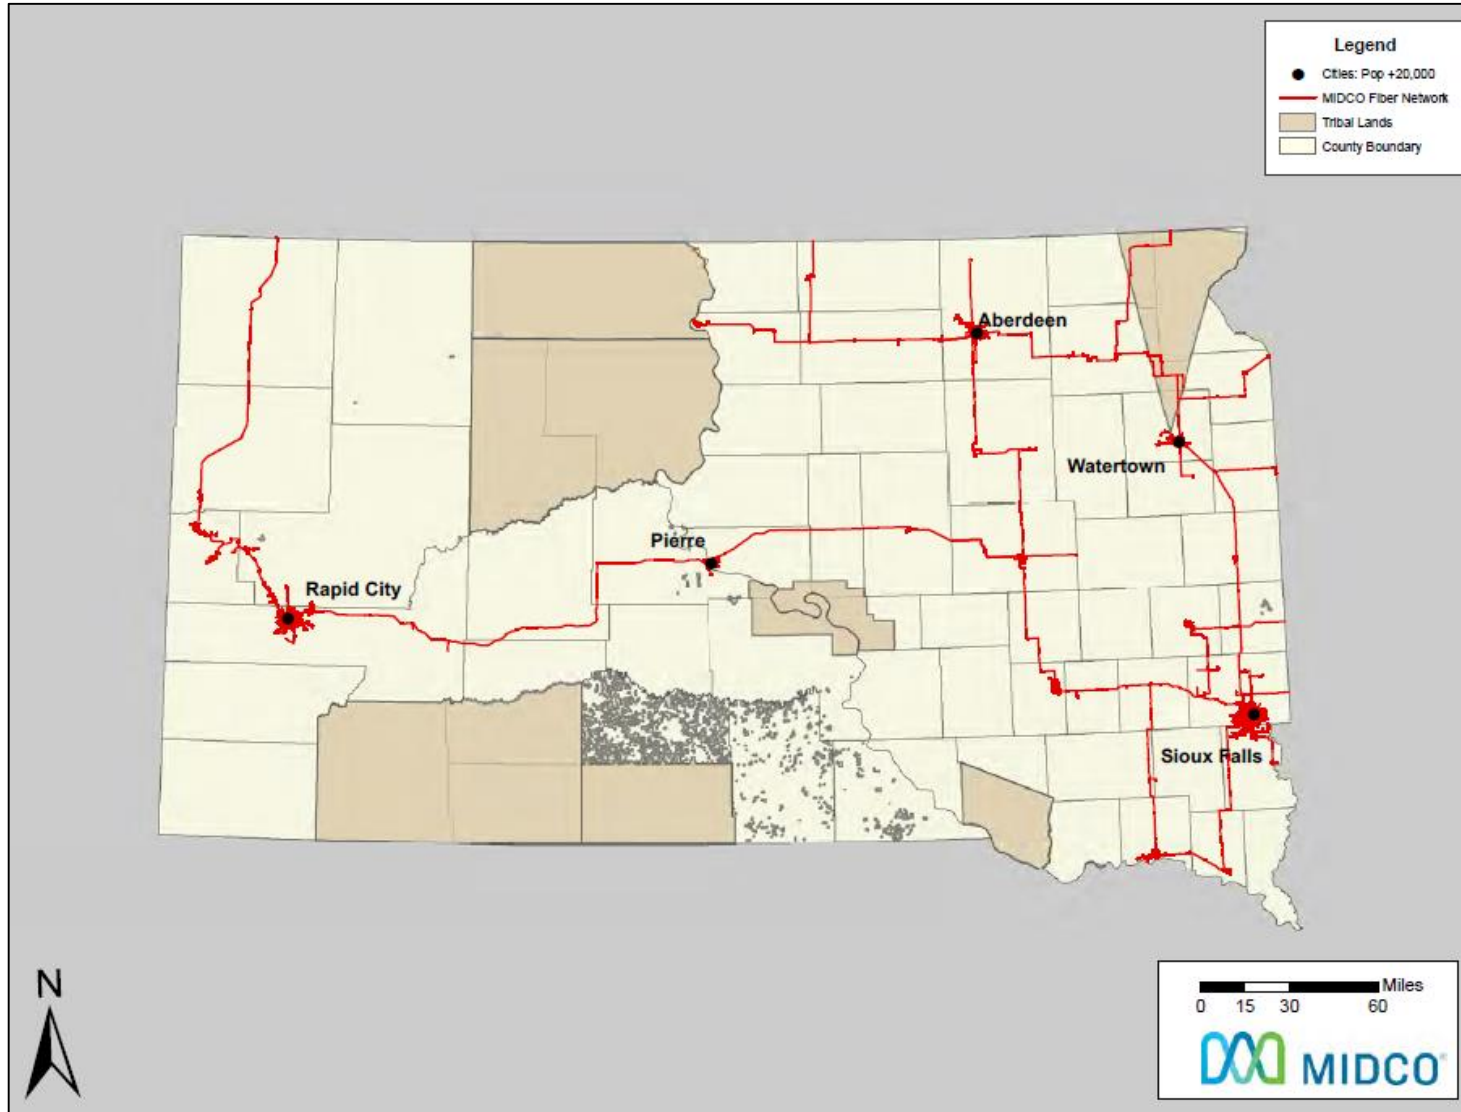 Legend
Cities: Pop +20,000
MIDCO Fiber Network
Tribal Lands
County Boundary
Aberdeen
Watertown
Pierre
Rapid City
Sioux Falls
N
Miles
0 15 30 60
MIDCO®